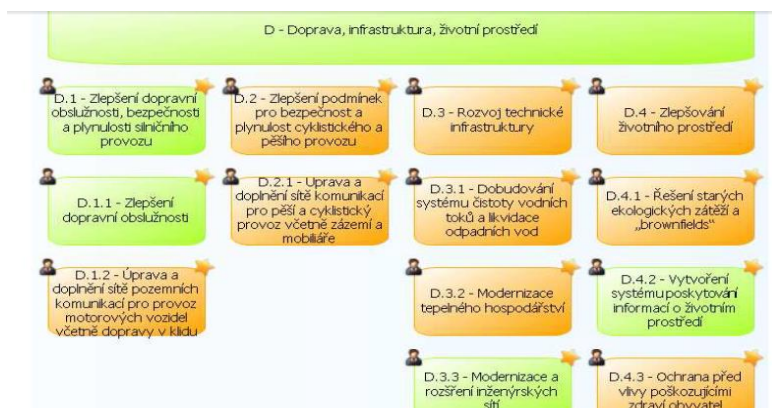 D - Doprava, infrastruktura, životní prostředí
D.1 - Zlepšení dopravní
obslužnosti, bezpečnosti
a plynulosti silničního
provozu
D.2 - Zlepšení podmínek
pro bezpečnost a
plynulost cyklistického a
pěšího provozu
D.3 - Rozvoj technické
infrastruktury
D.4 - Zlepšování
životního prostředí
D.1.1 - Zlepšení
dopravní obslužnosti
D.2.1 - Úprava a
doplnění sítě komunikací
pro pěší a cyklistický
provoz včetně zázemí a
mobiliáře
D.3.1 - Dobudování
systému čistoty vodních
toků a likvidace
odpadních vod
D.4.1 - Řešení starých
ekologických zátěží a
„brownfields“
D.1.2 - Úprava a
doplnění sítě pozemních
komunikací pro provoz
motorových vozidel
včetně dopravy v klidu
D.3.2 - Modernizace
tepelného hospodářství
D.4.2 - Vytvoření
systému poskytování
informací o životním
prostředí
D.3.3 - Modernizace a
rozšření inženýrských
sítí
D.4.3 - Ochrana před
vlivy poškozujícími
zdraví obyvatel